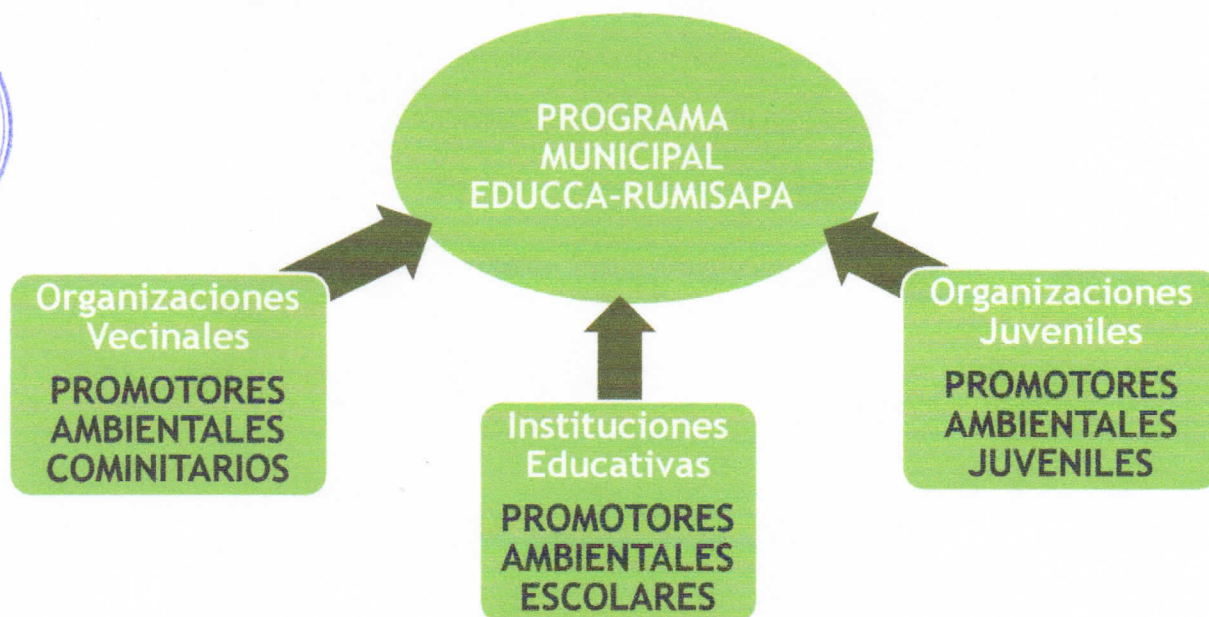 PROGRAMA
MUNICIPAL
EDUCCA-RUMISAPA
Organizaciones
Vecinales
PROMOTORES
AMBIENTALES
COMINITARIOS
Instituciones
Educativas
PROMOTORES
AMBIENTALES
ESCOLARES
Organizaciones
Juveniles
PROMOTORES
AMBIENTALES
JUVENILES